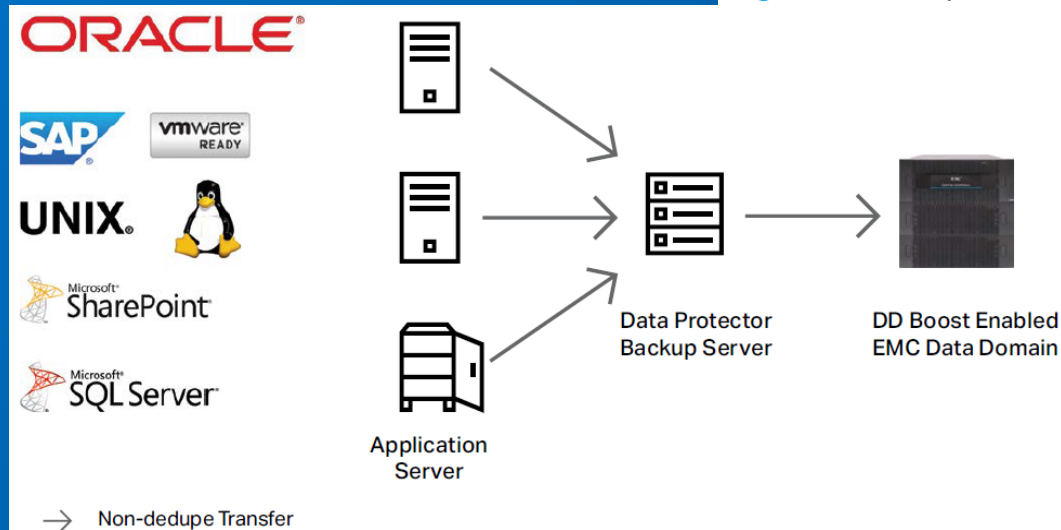 ORACLE®
SAP®
vmware®
READY
UNIX®
Microsoft®
SharePoint®
Microsoft®
SQL Server®
Data Protector
Backup Server
EMC²
DD Boost Enabled
EMC Data Domain
Application
Server
Non-dedupe Transfer